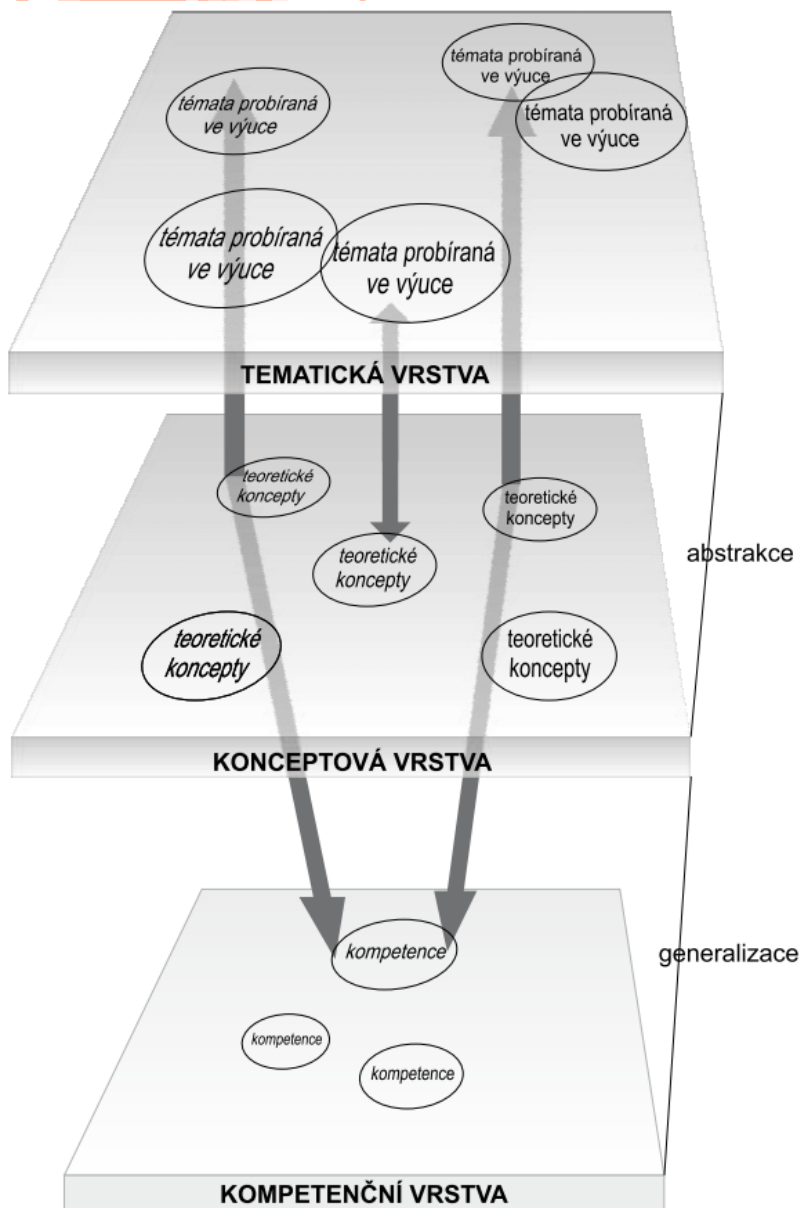 témata probíraná
ve výuce
témata probíraná
ve výuce
témata probíraná
ve výuce
témata probíraná
ve výuce
témata probíraná
ve výuce
TEMATICKÁ VRSTVA
teoretické
koncepty
teoretické
koncepty
teoretické
koncepty
abstrakce
teoretické
koncepty
teoretické
koncepty
KONCEPTOVÁ VRSTVA
kompetence
generalizace
kompetence
kompetence
KOMPETENČNÍ VRSTVA